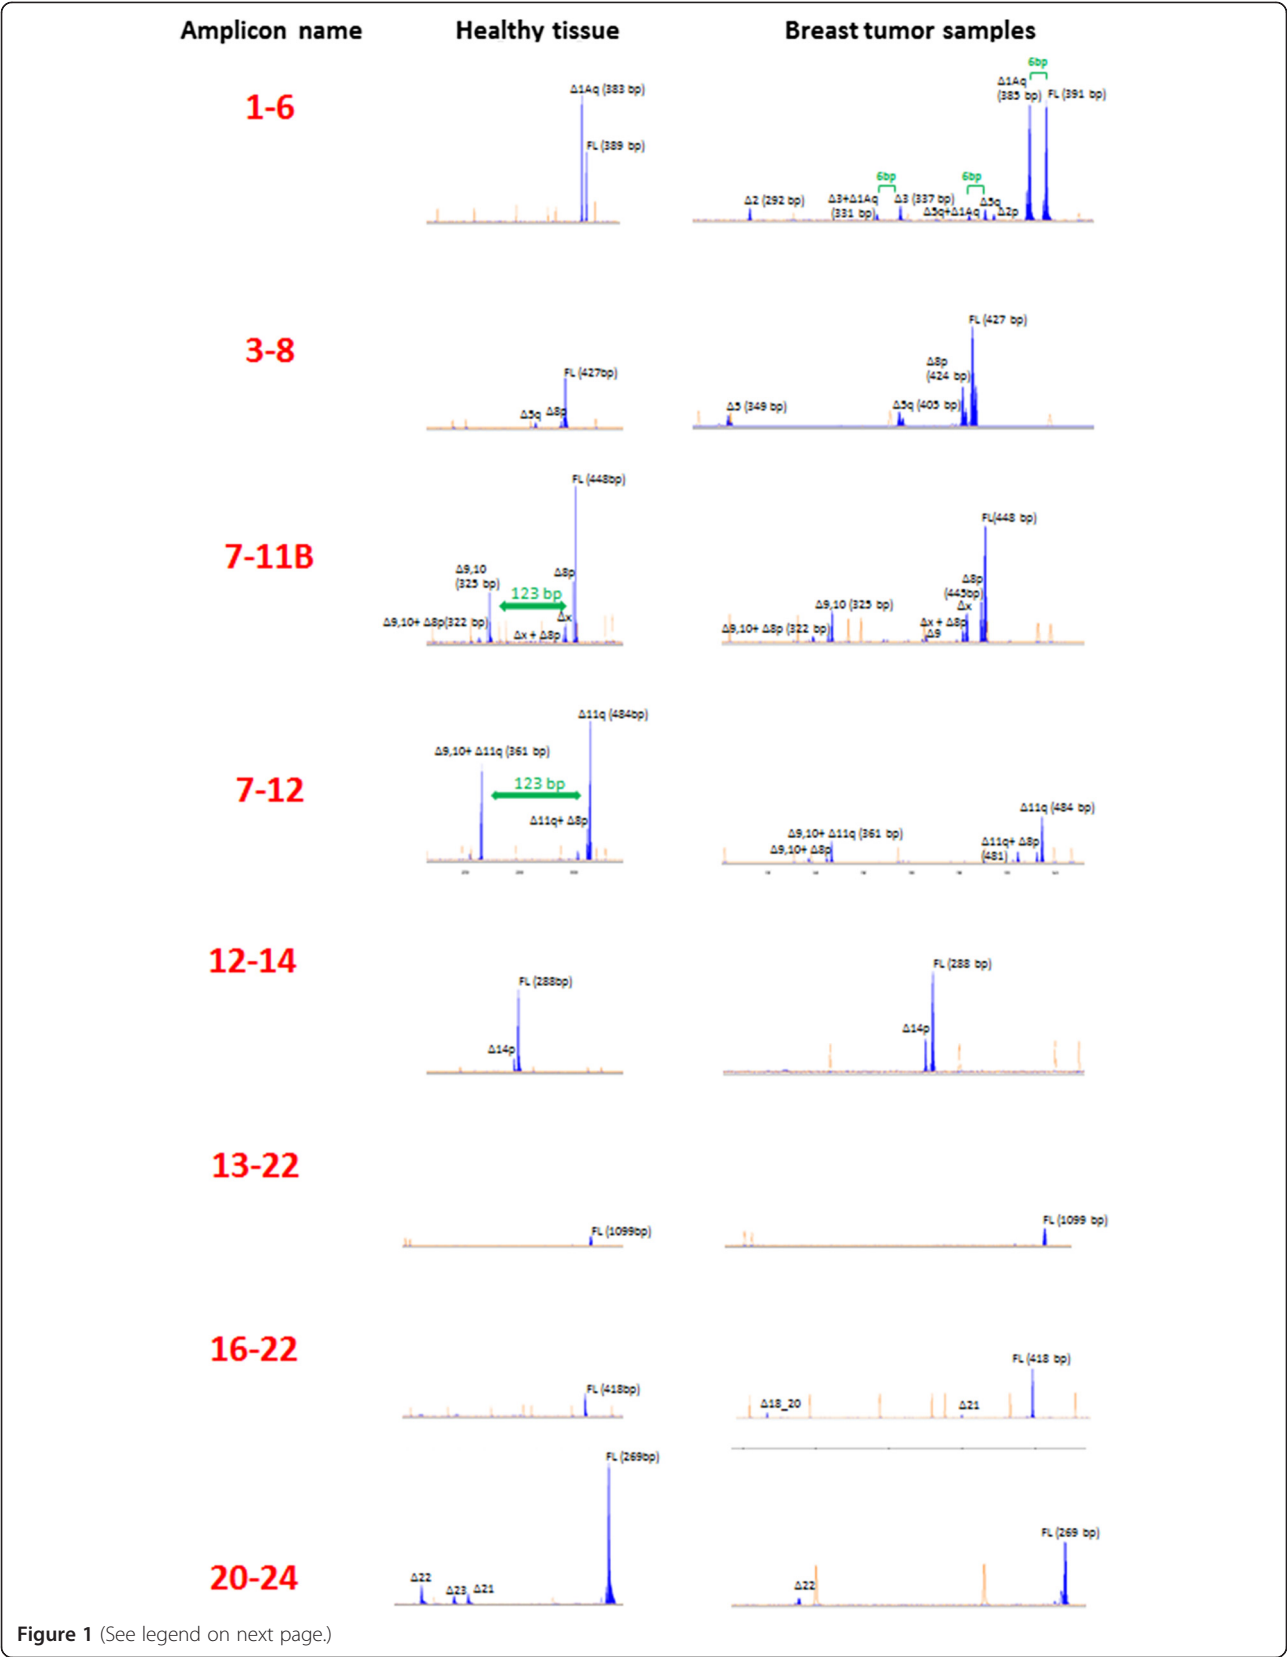 Amplicon name Healthy tissue Breast tumor samples
1-6
Δ1Aq (383 bp)
FL (389 bp)
6bp
Δ1Aq
(385 bp) FL (391 bp)
6bp 6bp
Δ2 (292 bp) Δ3+Δ1Aq
(331 bp) Δ3 (337 bp) Δ5q
Δ5q+Δ1Aq Δ2p
3-8
FL (427bp)
Δ5q Δ8p
FL (427 bp)
Δ8p
(424 bp)
Δ5 (349 bp) Δ5q (405 bp)
7-11B
FL (448bp)
Δ9,10
(325 bp) Δ8p
123 bp
Δ9,10+ Δ8p(322 bp) Δx
Δx + Δ8p
FL(448 bp)
Δ8p
(445bp)
Δ9,10 (325 bp) Δx
Δ9,10+ Δ8p (322 bp) Δx + Δ8p
Δ9
7-12
Δ11q (484bp)
Δ9,10+ Δ11q (361 bp)
123 bp
Δ11q+ Δ8p
Δ11q (484 bp)
Δ9,10+ Δ11q (361 bp) Δ11q+ Δ8p
Δ9,10+ Δ8p (481)
12-14
FL (288bp)
Δ14p
FL (288 bp)
Δ14p
13-22
FL (1099bp)
FL (1099 bp)
16-22
FL (418bp)
FL (418 bp)
Δ18_20 Δ21
20-24
FL (269bp)
Δ22 Δ23 Δ21
FL (269 bp)
Δ22
Figure 1 (See legend on next page.)